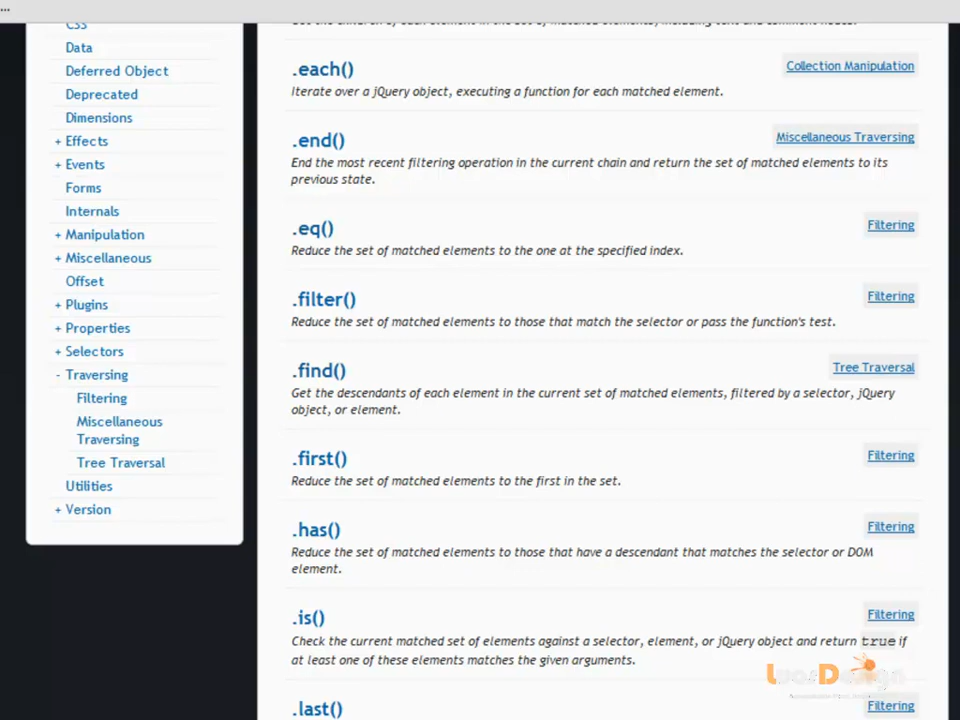 ...
CSS
Data
Deferred Object
Deprecated
Dimensions
+ Effects
+ Events
Forms
Internals
+ Manipulation
+ Miscellaneous
Offset
+ Plugins
+ Properties
+ Selectors
- Traversing
Filtering
Miscellaneous
Traversing
Tree Traversal
Utilities
+ Version
.each()
Collection Manipulation
Iterate over a jQuery object, executing a function for each matched element.
.end()
Miscellaneous Traversing
End the most recent filtering operation in the current chain and return the set of matched elements to its
previous state.
.eq()
Filtering
Reduce the set of matched elements to the one at the specified index.
.filter()
Filtering
Reduce the set of matched elements to those that match the selector or pass the function's test.
.find()
Tree Traversal
Get the descendants of each element in the current set of matched elements, filtered by a selector, jQuery
object, or element.
.first()
Filtering
Reduce the set of matched elements to the first in the set.
.has()
Filtering
Reduce the set of matched elements to those that have a descendant that matches the selector or DOM
element.
.is()
Filtering
Check the current matched set of elements against a selector, element, or jQuery object and return true if
at least one of these elements matches the given arguments.
.last()
Filtering